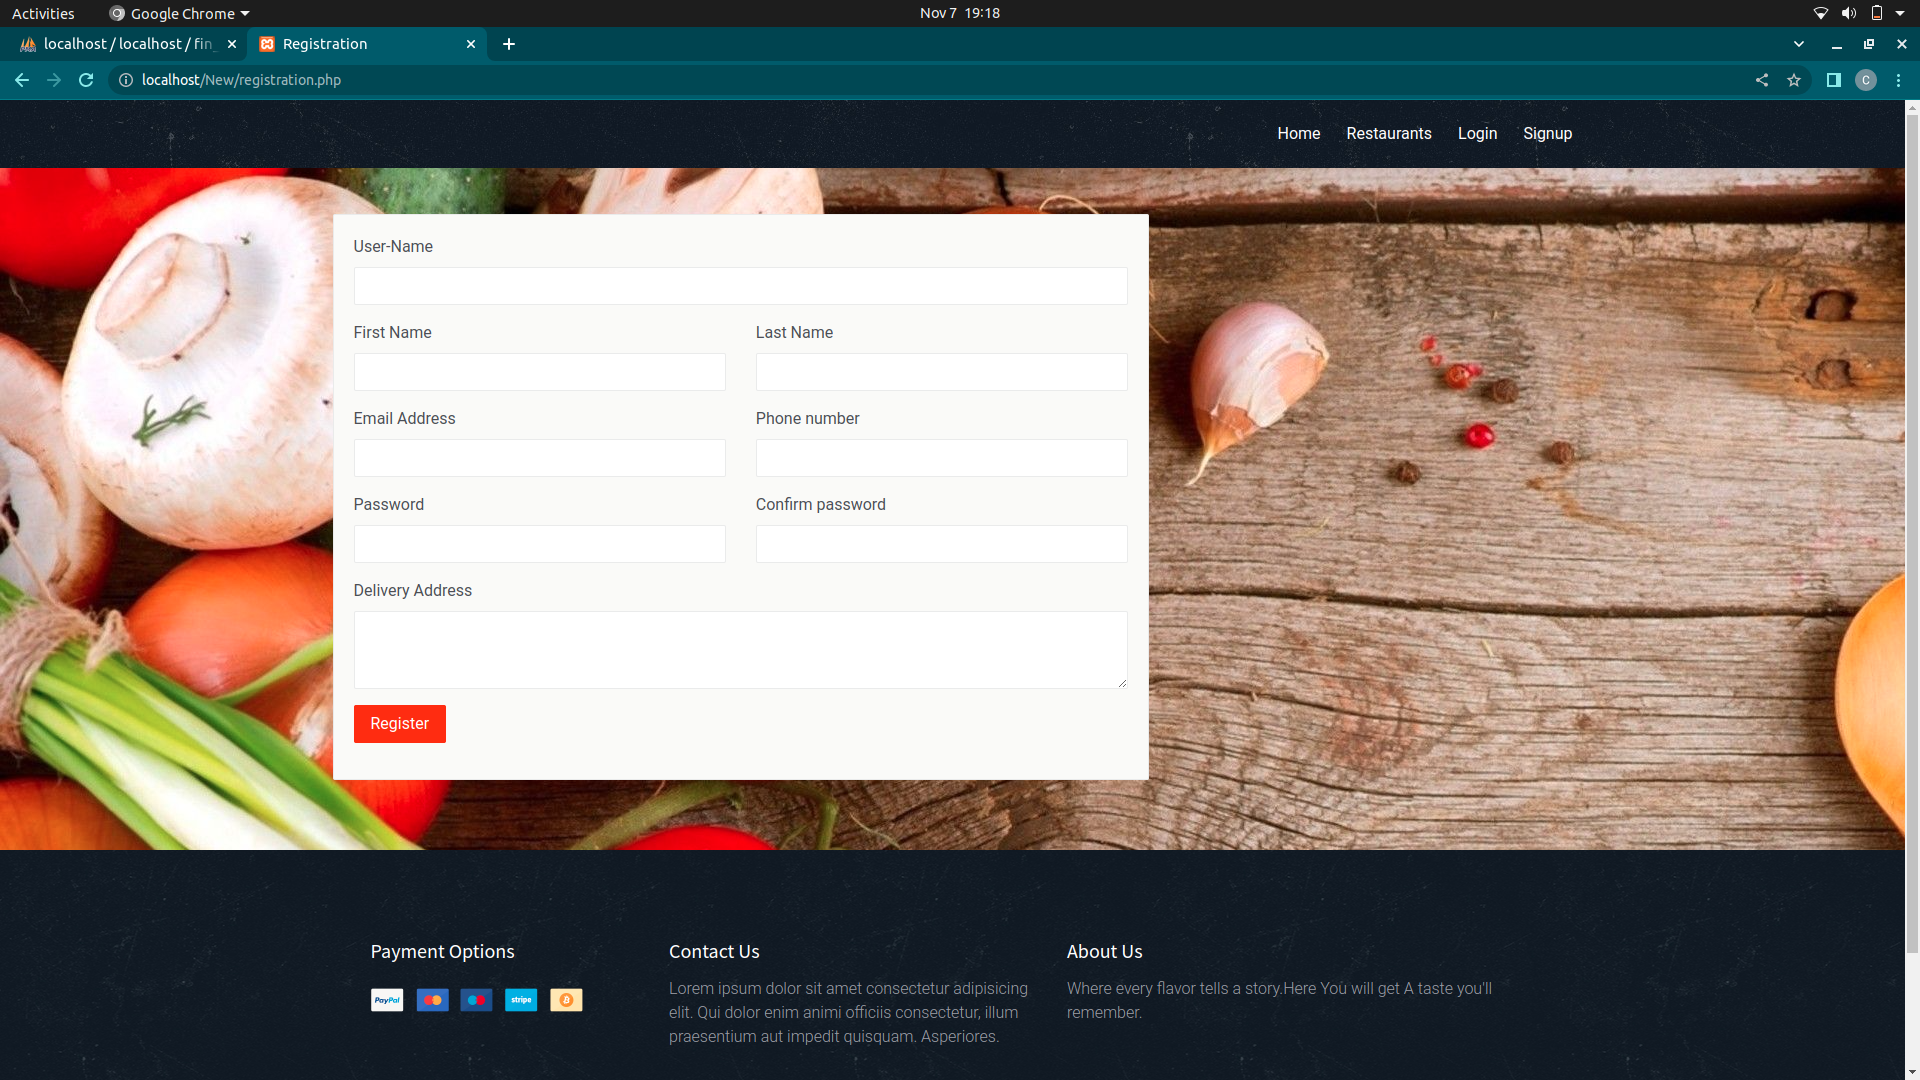 Activities
Google Chrome
Nov 7 19:18
localhost / localhost / fin_
Registration
localhost/New/registration.php
C
Home
Restaurants
Login
Signup
User-Name
First Name
Last Name
Email Address
Phone number
Password
Confirm password
Delivery Address
Register
Payment Options
PayPal
stripe
Contact Us
Lorem ipsum dolor sit amet consectetur adipisicing
elit. Qui dolor enim animi officiis consectetur, illum
praesentium aut impedit quisquam. Asperiores.
About Us
Where every flavor tells a story.Here You will get A taste you'll
remember.